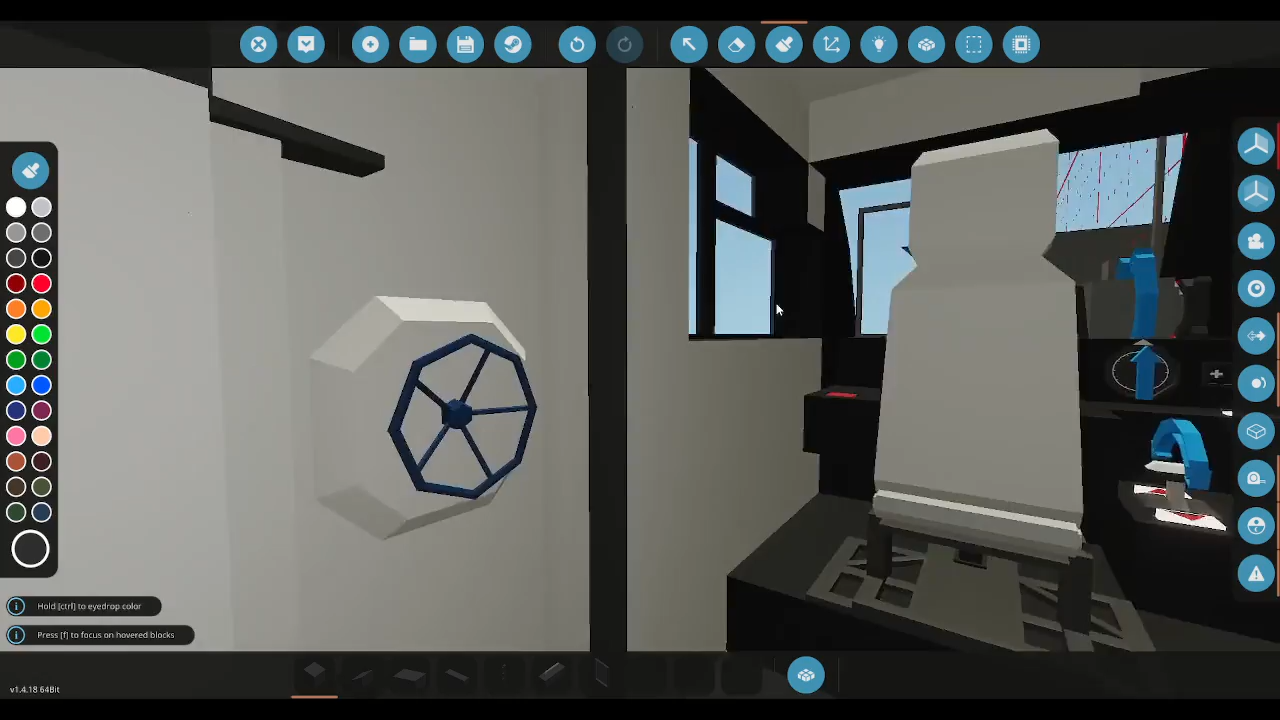 Hold [ctrl] to eyedrop color
Press [f] to focus on hovered blocks
v1.4.18 64Bit